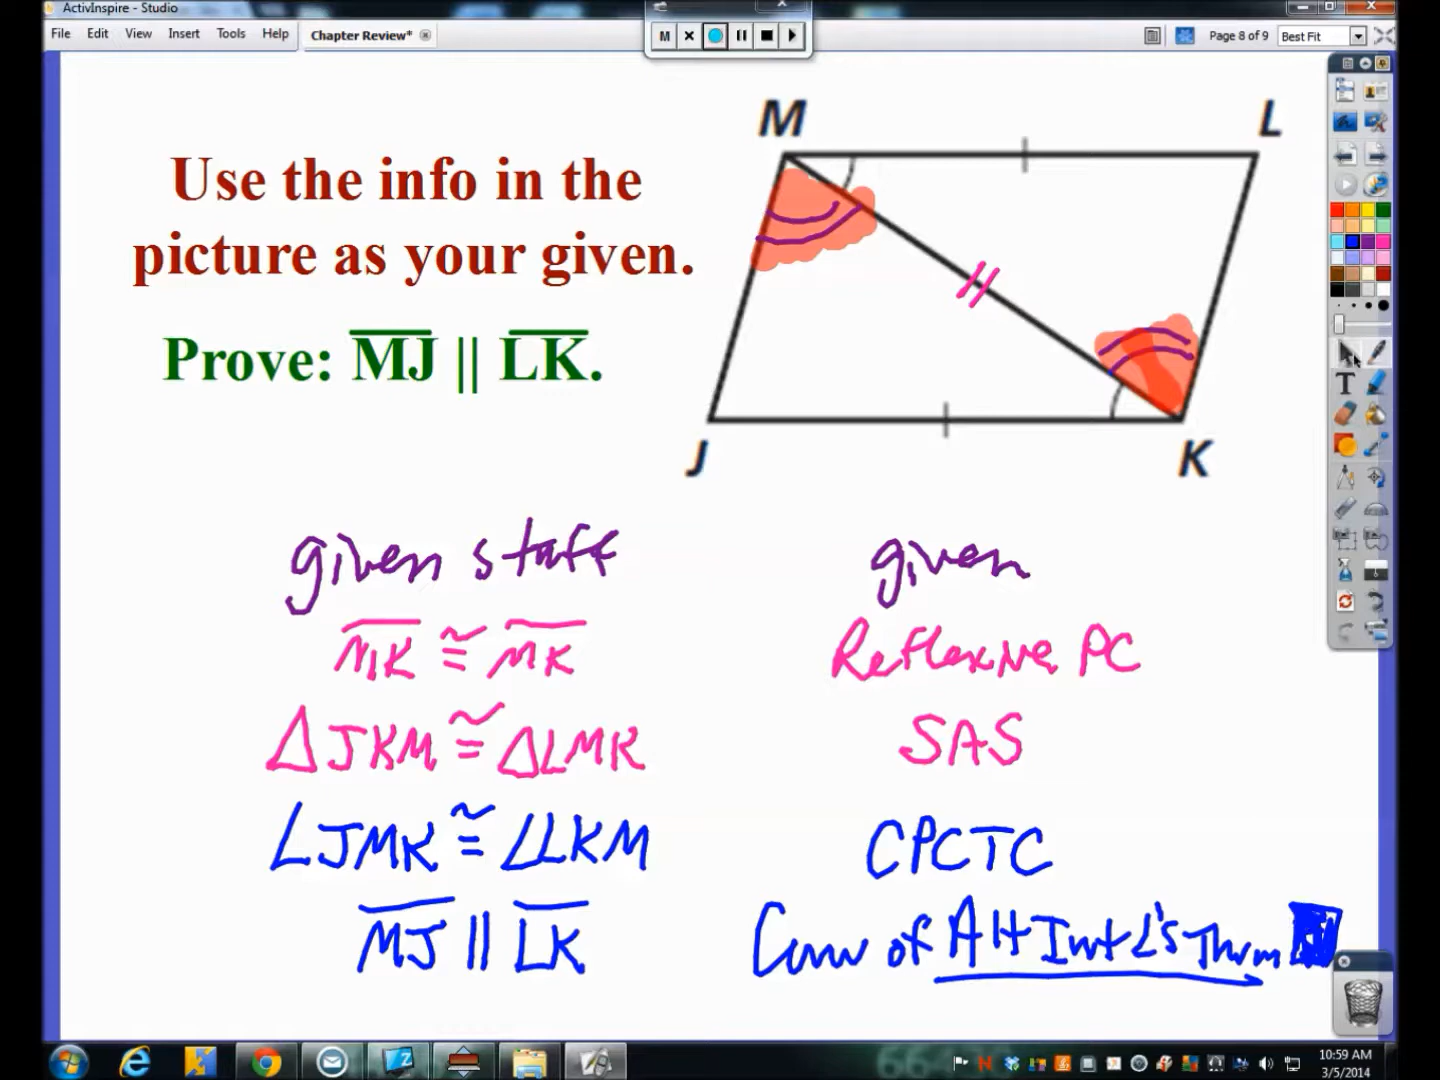 ActivInspire - Studio
File Edit View Insert Tools Help
Chapter Review*
M
Page 8 of 9
Best Fit
Use the info in the
picture as your given.
Prove: MJ || LK.
M
L
J
K
T
given staff
given
MK ≅ MK
Reflexive PC
△JKM ≅ △LMK
SAS
∠JMK ≅ ∠LKM
CPCTC
MJ || LK
Conv of Alt Int ∠'s Thrm
10:59 AM
3/5/2014